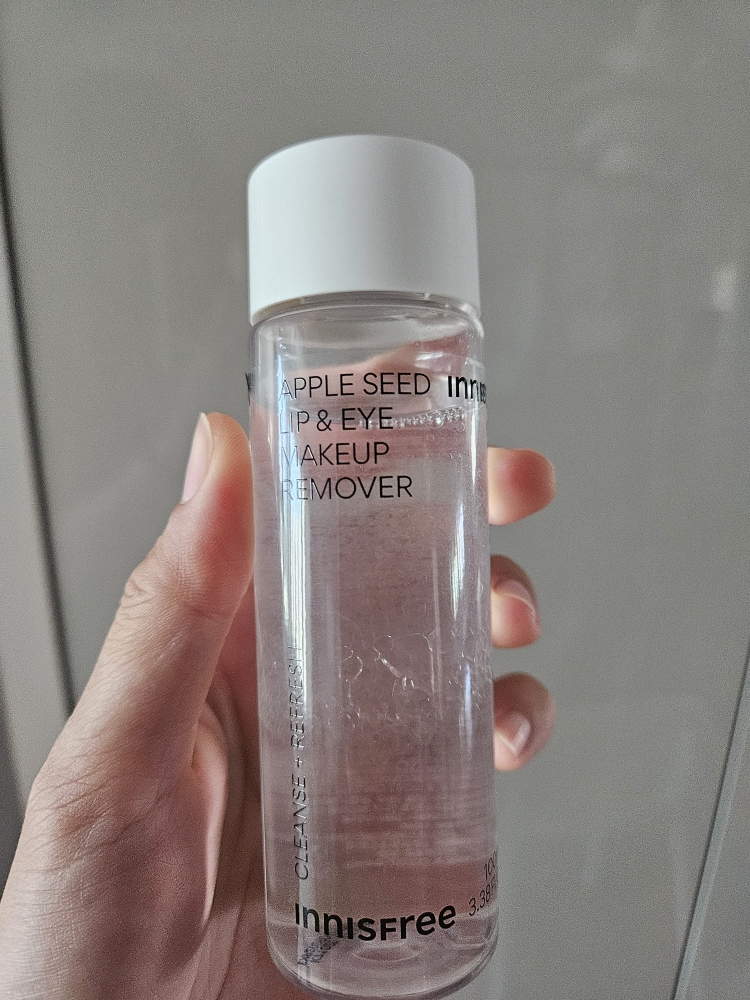 APPLE SEED
LIP & EYE
MAKEUP
REMOVER
CLEANSE + REFRESH
INNISFree